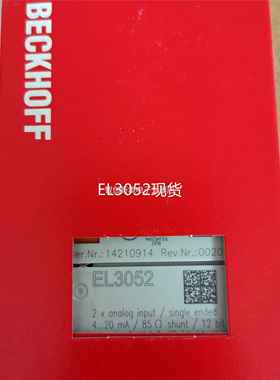 BECKHOFF
EL3052现货
Ser.Nr.:14210914 Rev.Nr.:0020
EL3052
2 x analog input / single ended
4...20 mA / 85 Ω shunt / 12 bit